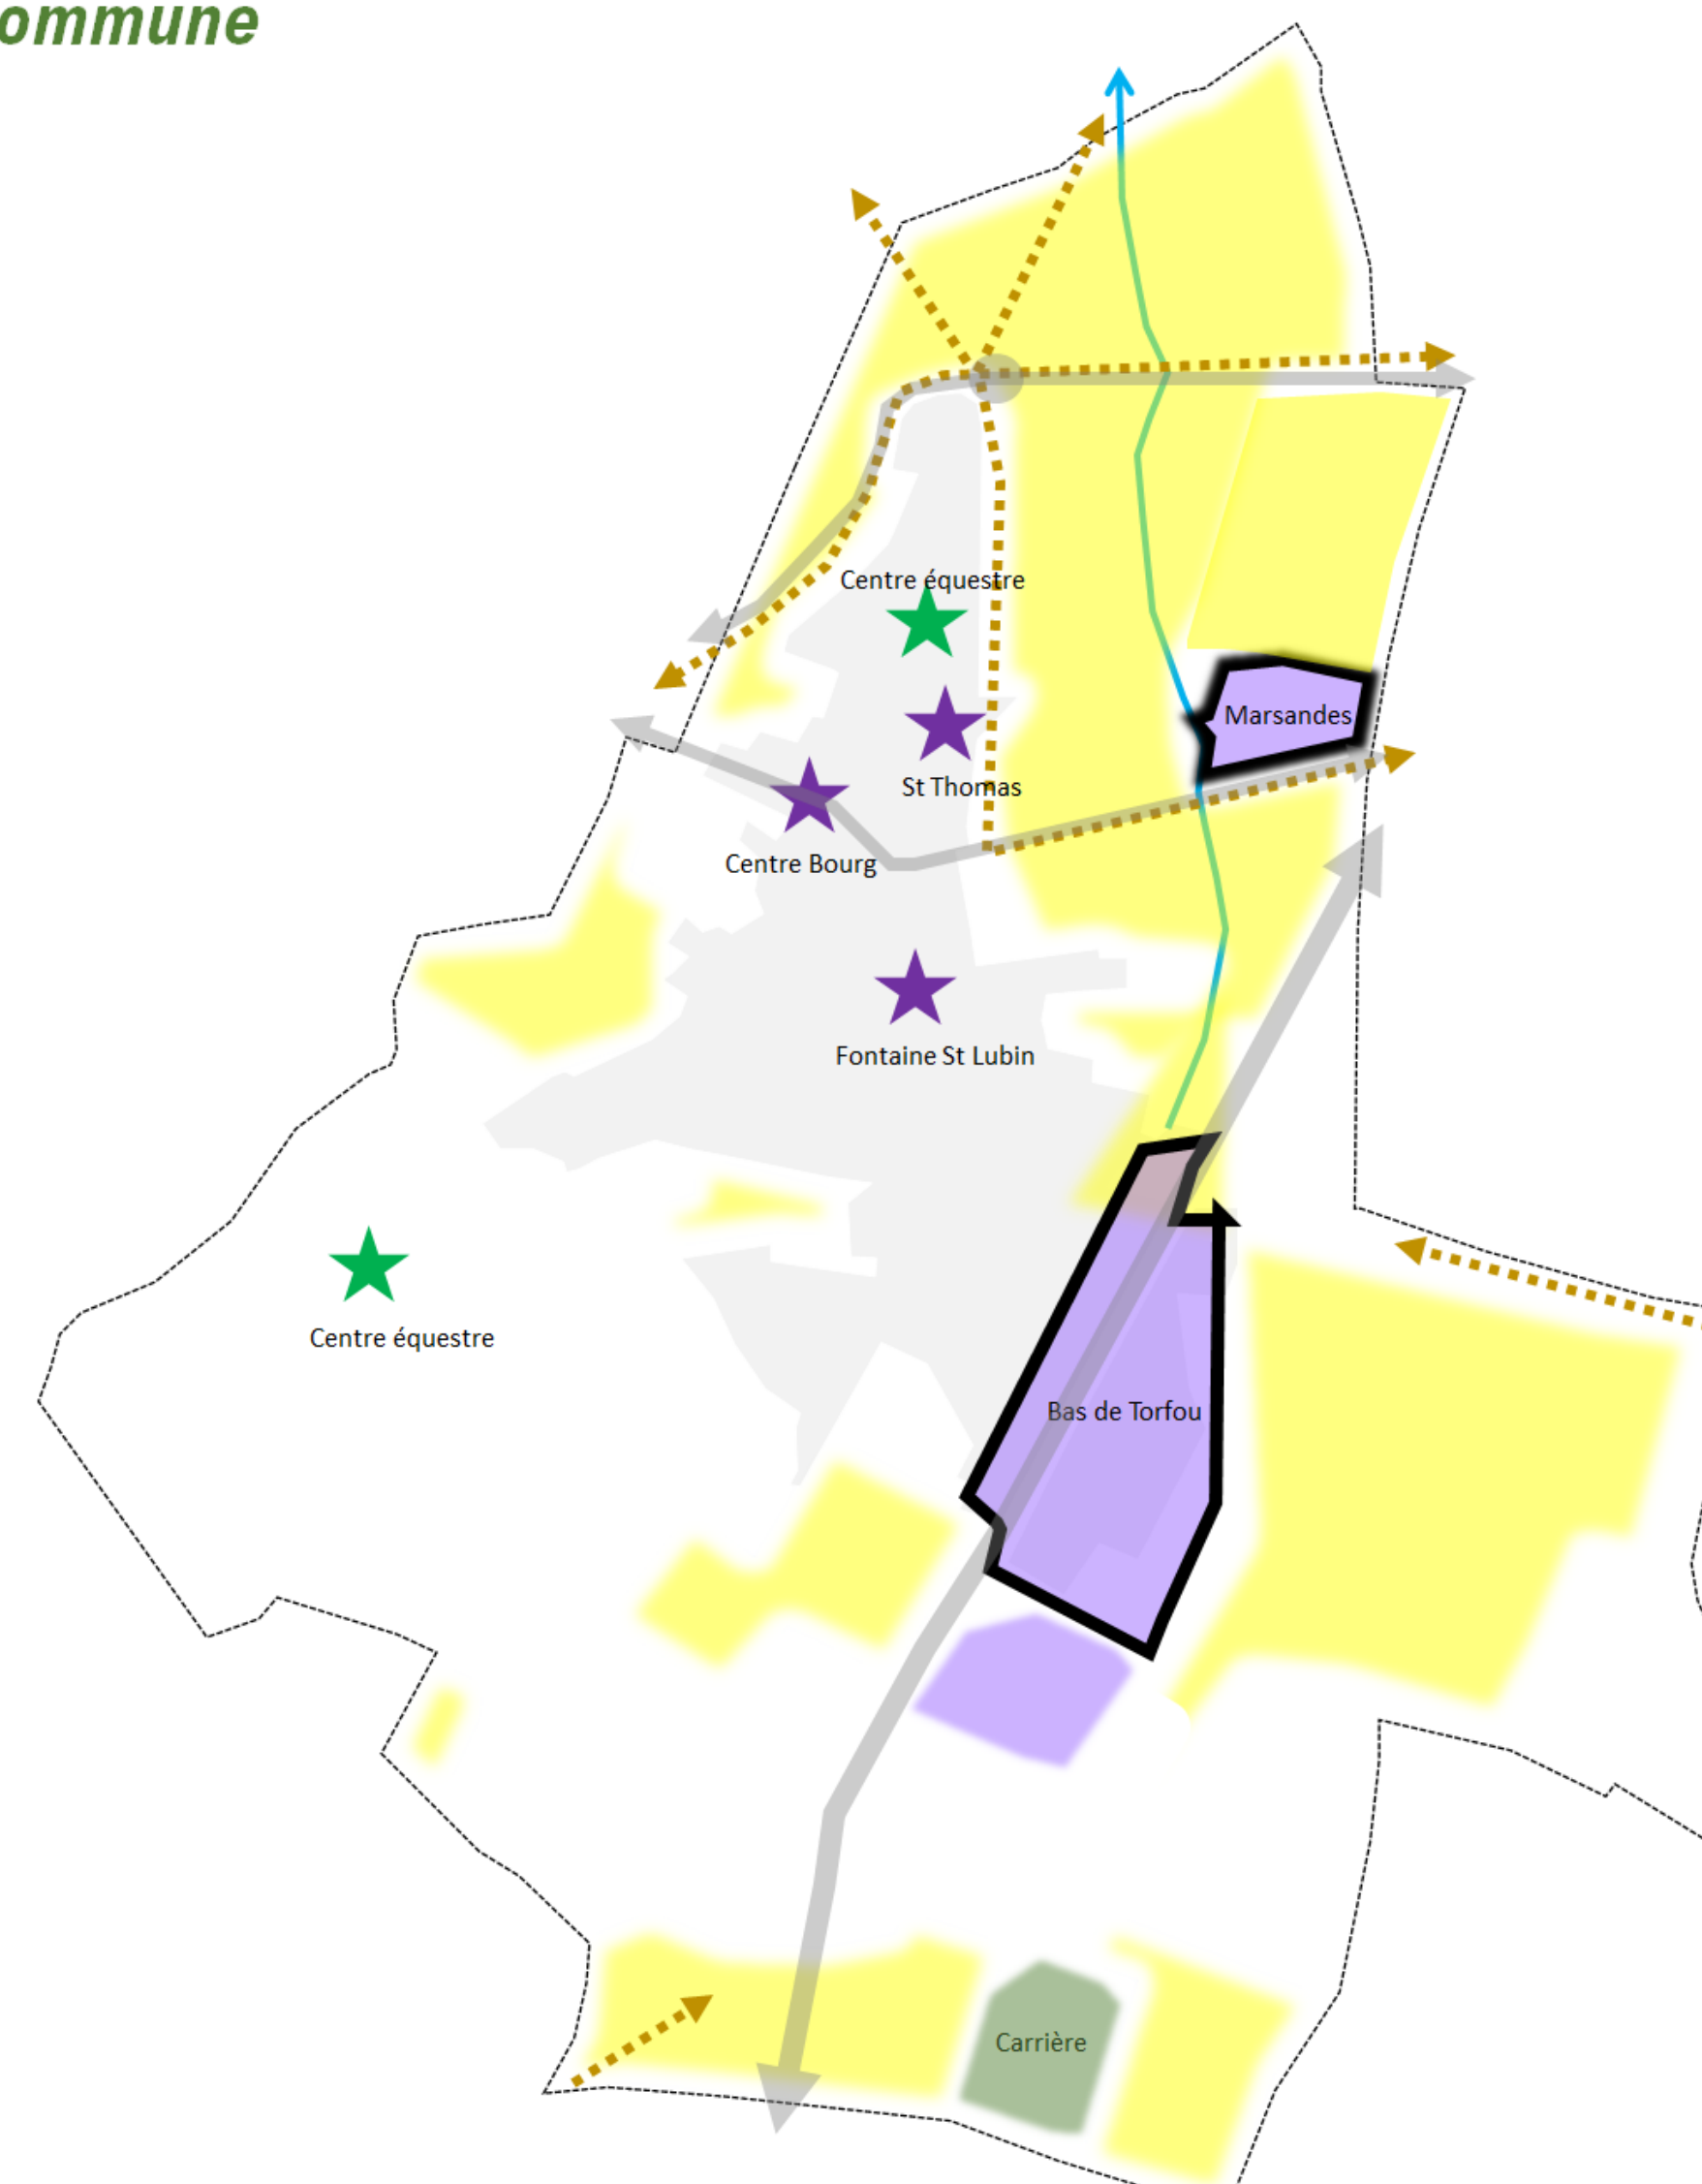 ommune
Centre équestre
Marsandes
St Thomas
Centre Bourg
Fontaine St Lubin
Centre équestre
Bas de Torfou
Carrière